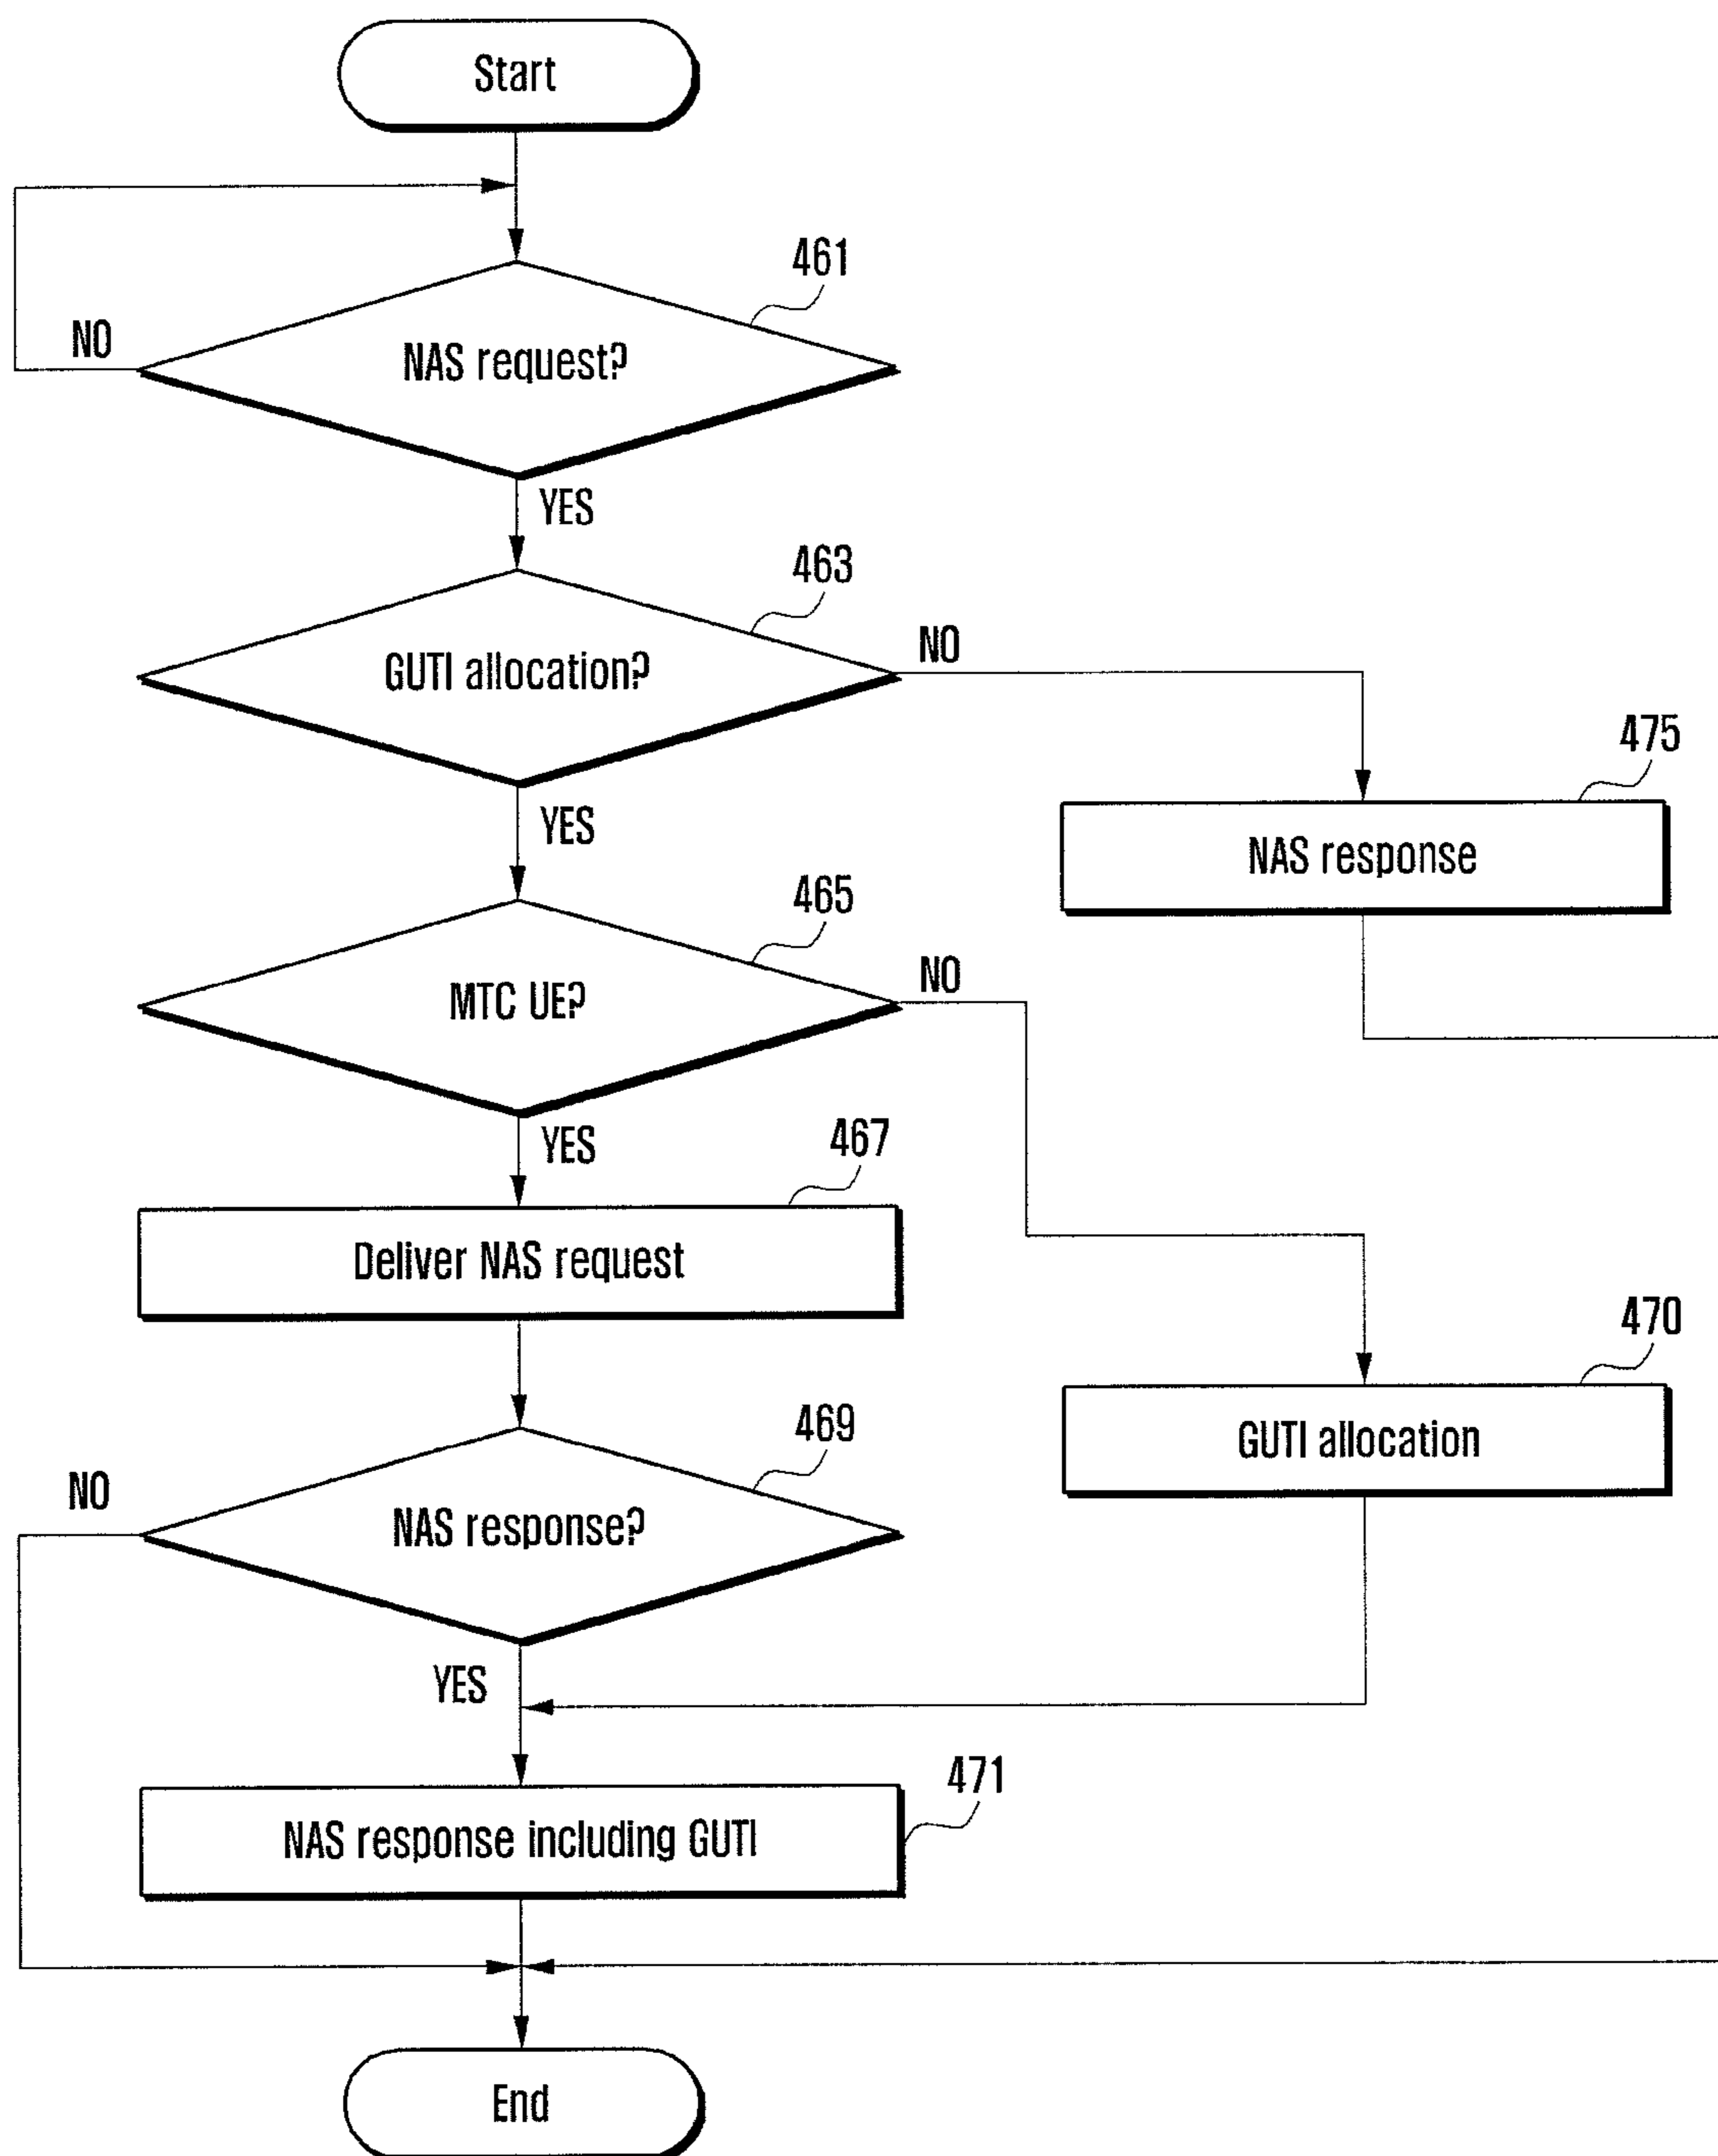 Start
461
NO
NAS request?
YES
463
GUTI allocation?
NO
475
YES
NAS response
465
MTC UE?
NO
YES
467
Deliver NAS request
470
GUTI allocation
469
NO
NAS response?
YES
471
NAS response including GUTI
End